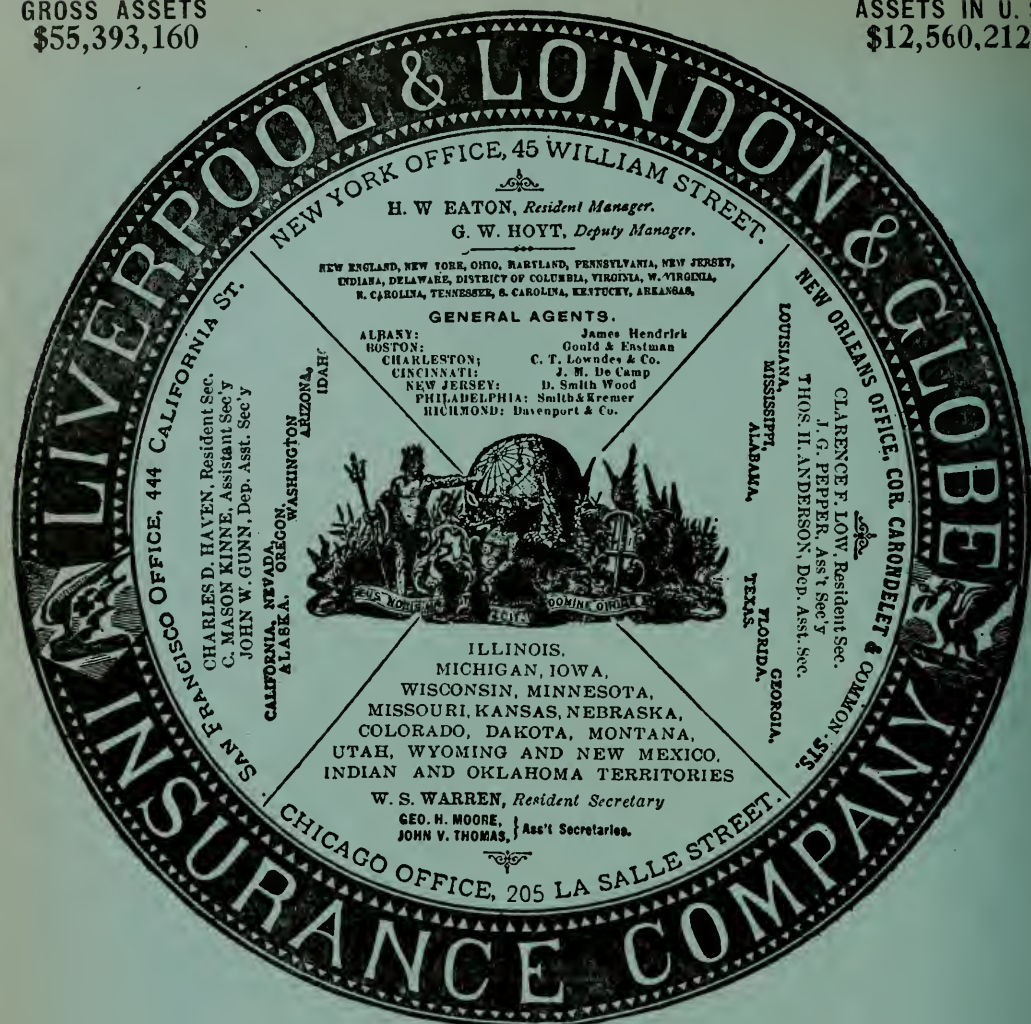 GROSS ASSETS
$55,393,160
ASSETS IN U.
$12,560,212
LIVERPOOL & LONDON & GLOBE
INSURANCE COMPANY
NEW YORK OFFICE, 45 WILLIAM STREET.
H. W EATON, Resident Manager.
G. W. HOYT, Deputy Manager.
NEW ENGLAND, NEW YORK, OHIO, MARYLAND, PENNSYLVANIA, NEW JERSEY,
INDIANA, DELAWARE, DISTRICT OF COLUMBIA, VIRGINIA, W. VIRGINIA,
N. CAROLINA, TENNESSEE, S. CAROLINA, KENTUCKY, ARKANSAS,
GENERAL AGENTS.
ALBANY: James Hendrick
BOSTON: Gould & Eastman
CHARLESTON; C. T. Lowndes & Co.
CINCINNATI: J. M. De Camp
NEW JERSEY: D. Smith Wood
PHILADELPHIA: Smith & Kremer
RICHMOND: Davenport & Co.
SAN FRANCISCO OFFICE, 444 CALIFORNIA ST.
CHARLES D. HAVEN, Resident Sec.
C. MASON KINNE, Assistant Sec'y
JOHN W. GUNN, Dep. Asst. Sec'y
CALIFORNIA, NEVADA,
ALASKA, OREGON,
WASHINGTON
ARIZONA,
IDAHO
NEW ORLEANS OFFICE, COR. CARONDELET & COMMON STS.
CLARENCE F. LOW, Resident Sec.
J. G. PEPPER, Ass't Sec'y
THOS. H. ANDERSON, Dep. Asst. Sec.
LOUISIANA,
MISSISSIPPI,
ALABAMA,
TEXAS,
FLORIDA,
GEORGIA,
DEUS NOBIS
FECIT
DOMINE
ILLINOIS,
MICHIGAN, IOWA,
WISCONSIN, MINNESOTA,
MISSOURI, KANSAS, NEBRASKA,
COLORADO, DAKOTA, MONTANA,
UTAH, WYOMING AND NEW MEXICO,
INDIAN AND OKLAHOMA TERRITORIES
W. S. WARREN, Resident Secretary
GEO. H. MOORE,
JOHN V. THOMAS, } Ass't Secretaries.
CHICAGO OFFICE, 205 LA SALLE STREET.